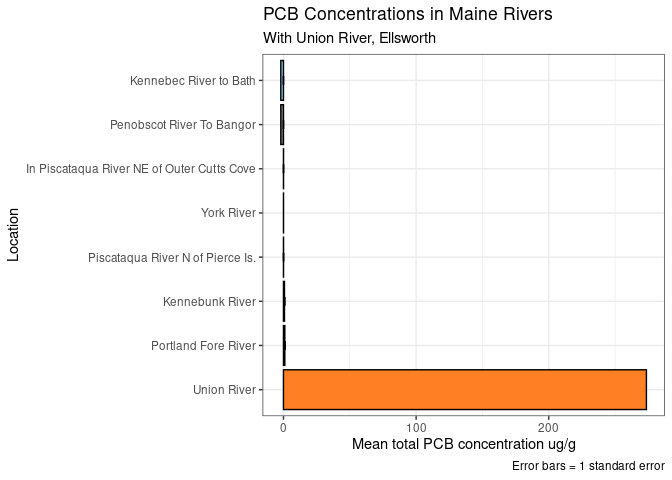 PCB Concentrations in Maine Rivers
With Union River, Ellsworth
Location
Kennebec River to Bath
Penobscot River To Bangor
In Piscataqua River NE of Outer Cutts Cove
York River
Piscataqua River N of Pierce Is.
Kennebunk River
Portland Fore River
Union River
0 100 200
Mean total PCB concentration ug/g
Error bars = 1 standard error